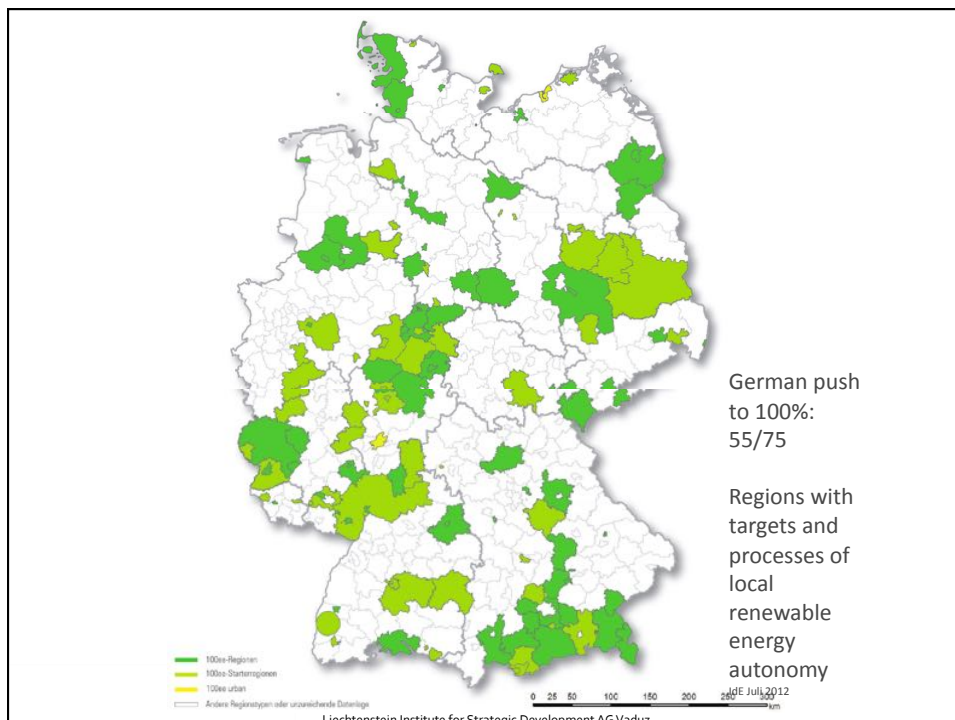 German push
to 100%:
55/75
Regions with
targets and
processes of
local
renewable
energy
autonomy
IdE Juli 2012
100ee-Regionen
100ee-Starterregionen
100ee urban
Andere Regionstypen oder unzureichende Datenlage
0 25 50 100 150 200 250 300
km
Liechtenstein Institute for Strategic Development AG Vaduz